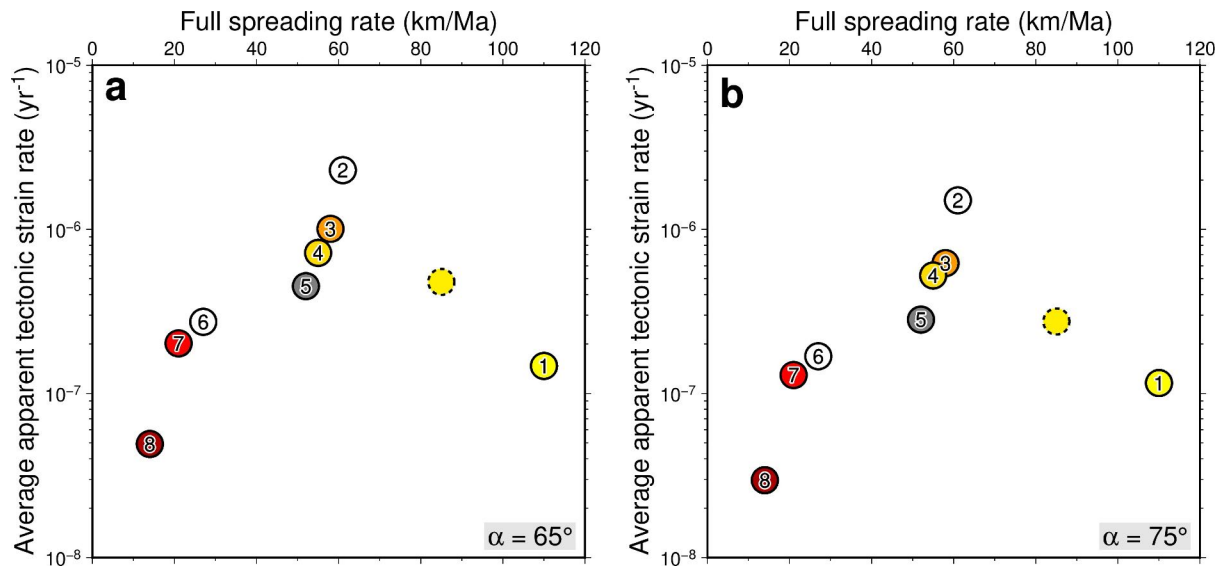 Full spreading rate (km/Ma)
0 20 40 60 80 100 120
Average apparent tectonic strain rate (yr⁻¹)
10⁻⁵
10⁻⁶
10⁻⁷
10⁻⁸
a
2
3
4
5
6
7
1
8
α = 65°
Full spreading rate (km/Ma)
0 20 40 60 80 100 120
Average apparent tectonic strain rate (yr⁻¹)
10⁻⁵
10⁻⁶
10⁻⁷
10⁻⁸
b
2
3
4
5
6
7
1
8
α = 75°